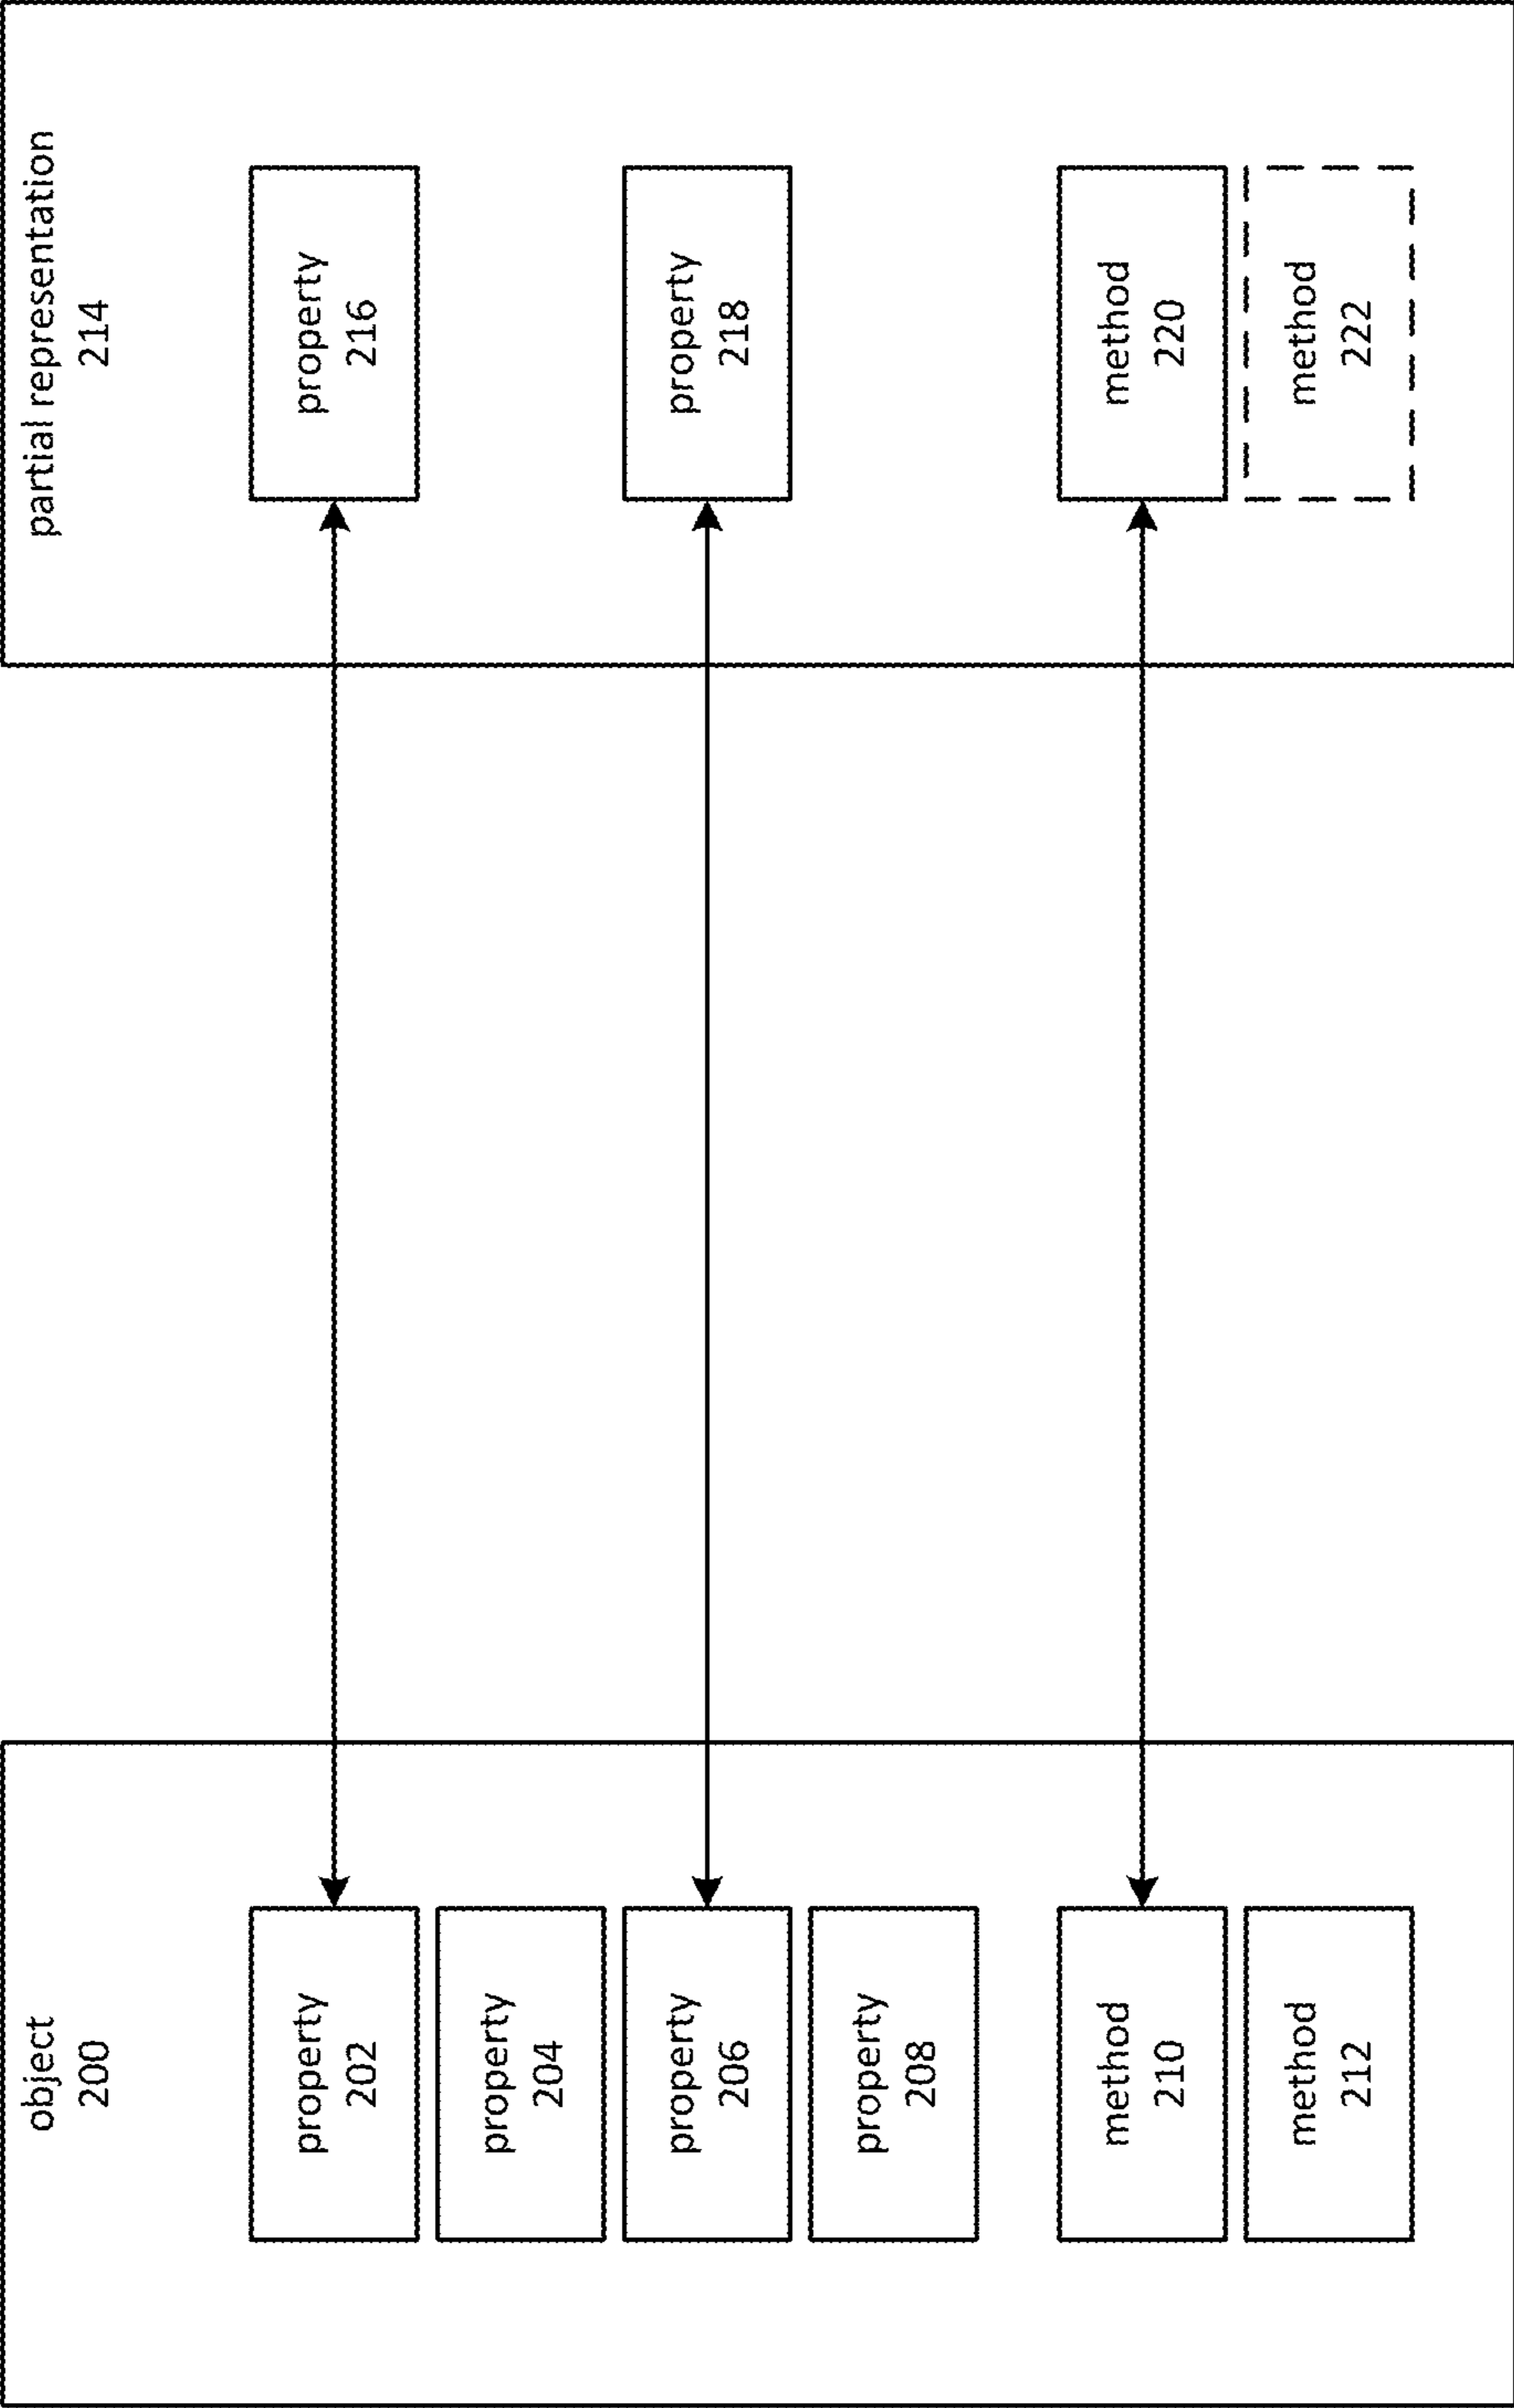 object
200
property
202
property
204
property
206
property
208
method
210
method
212
partial representation
214
property
216
property
218
method
220
method
222